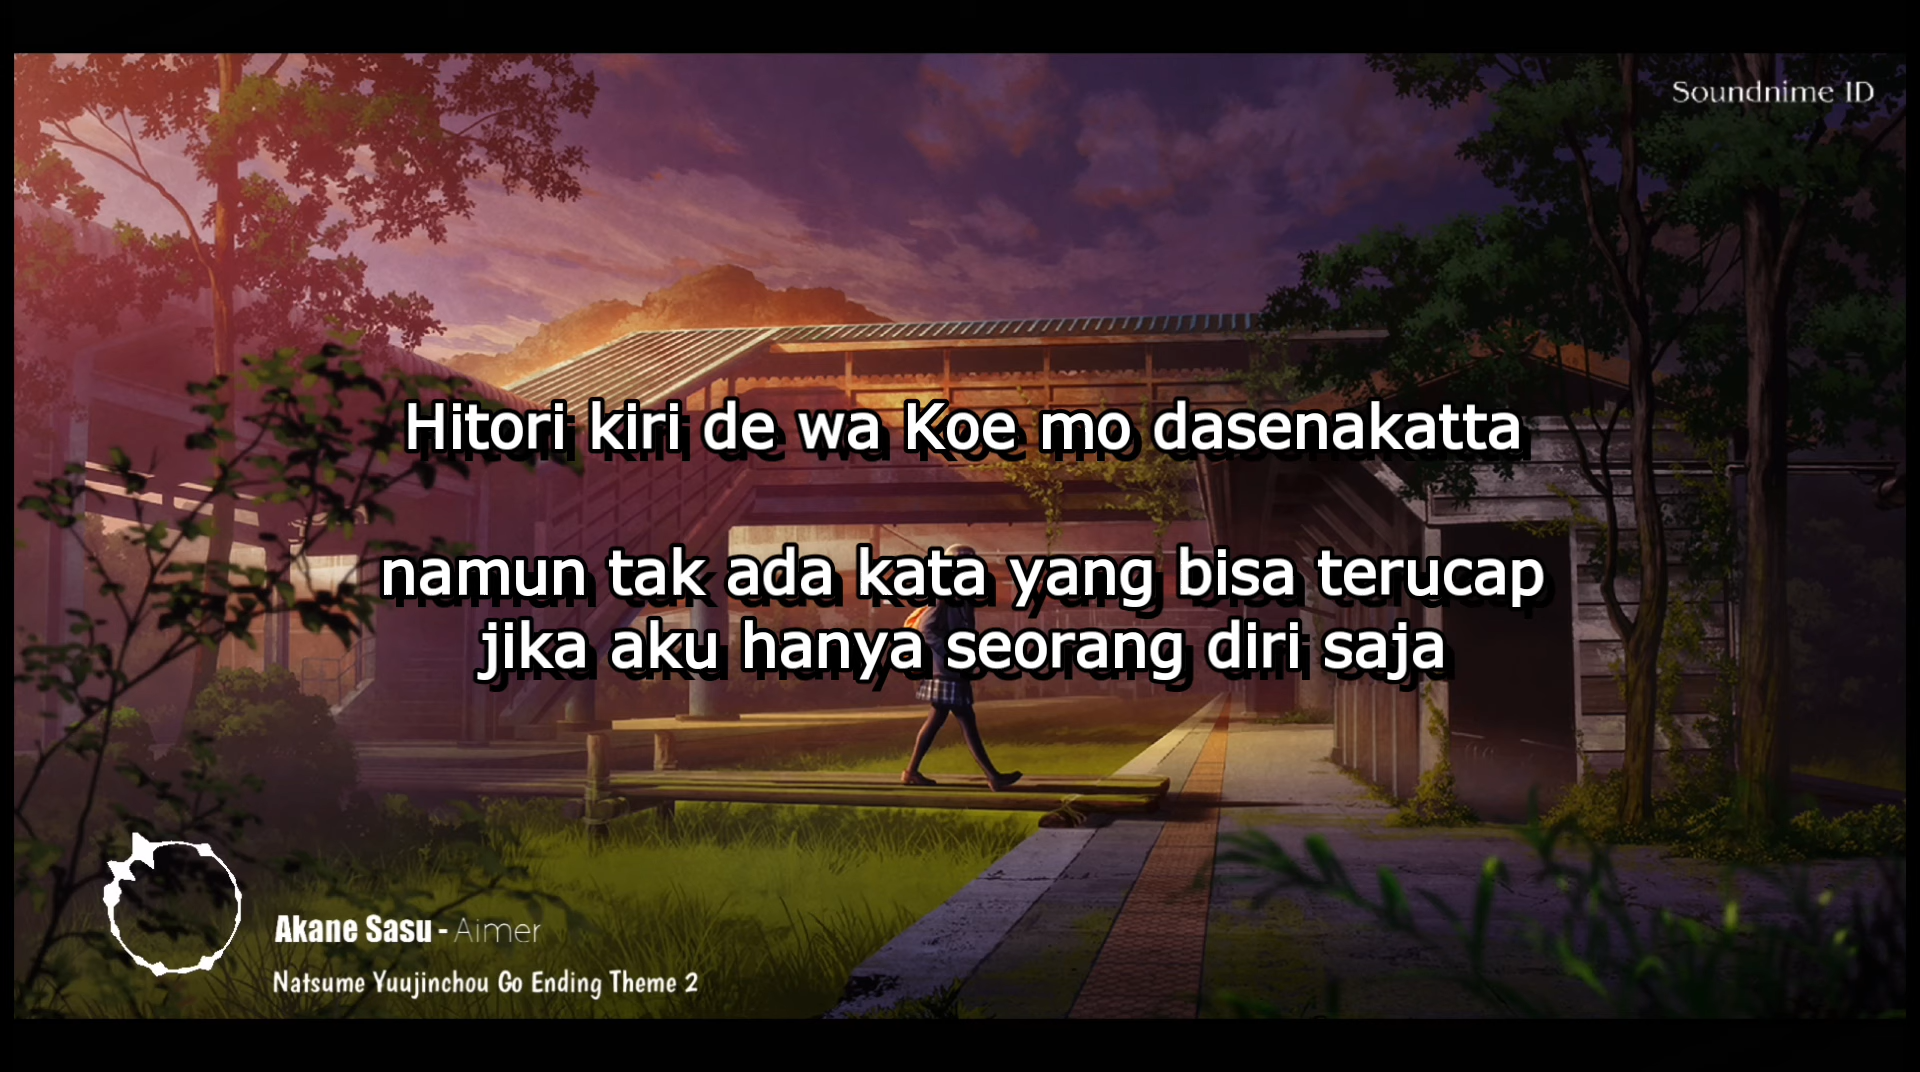 Soundnime ID
Hitori kiri de wa Koe mo dasenakatta
namun tak ada kata yang bisa terucap
jika aku hanya seorang diri saja
Akane Sasu - Aimer
Natsume Yuujinchou Go Ending Theme 2